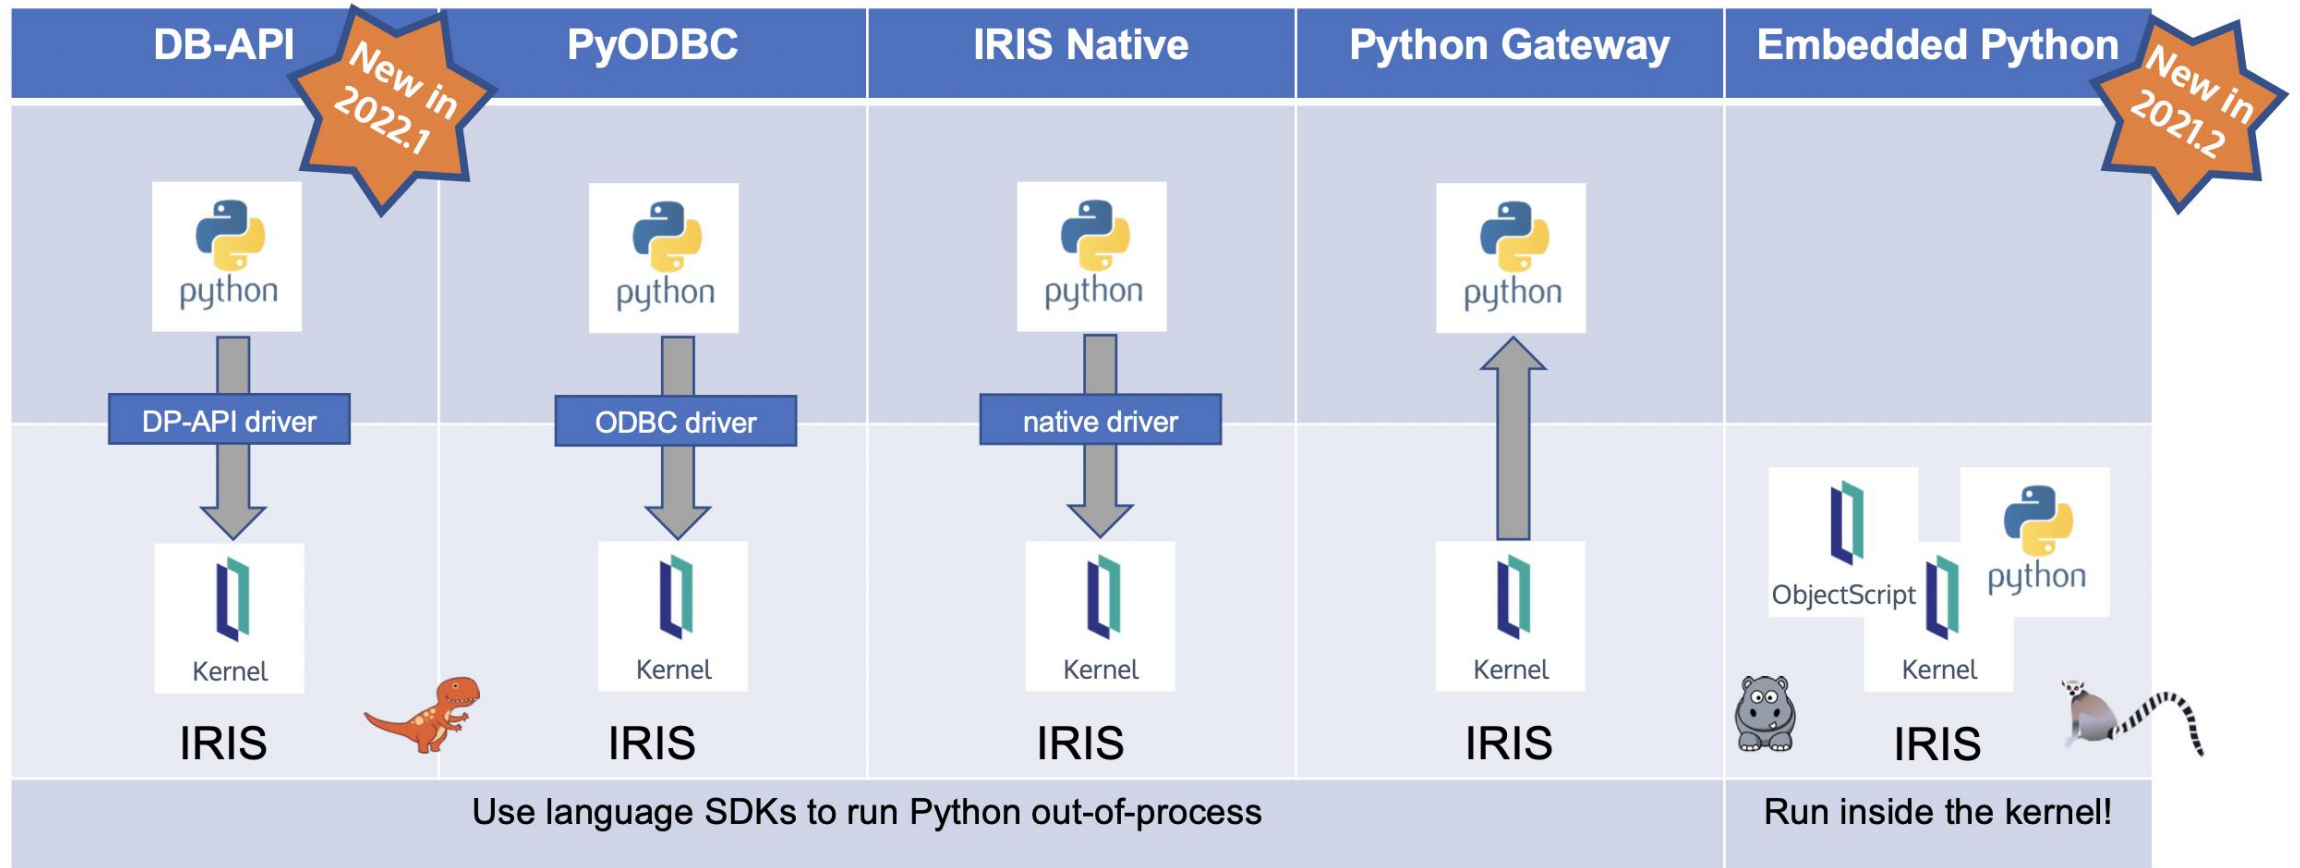 DB-API
New in
2022.1
PyODBC
IRIS Native
Python Gateway
Embedded Python
New in
2021.2
python
python
python
python
DP-API driver
ODBC driver
native driver
ObjectScript
python
Kernel
Kernel
Kernel
Kernel
Kernel
IRIS
IRIS
IRIS
IRIS
IRIS
Use language SDKs to run Python out-of-process
Run inside the kernel!